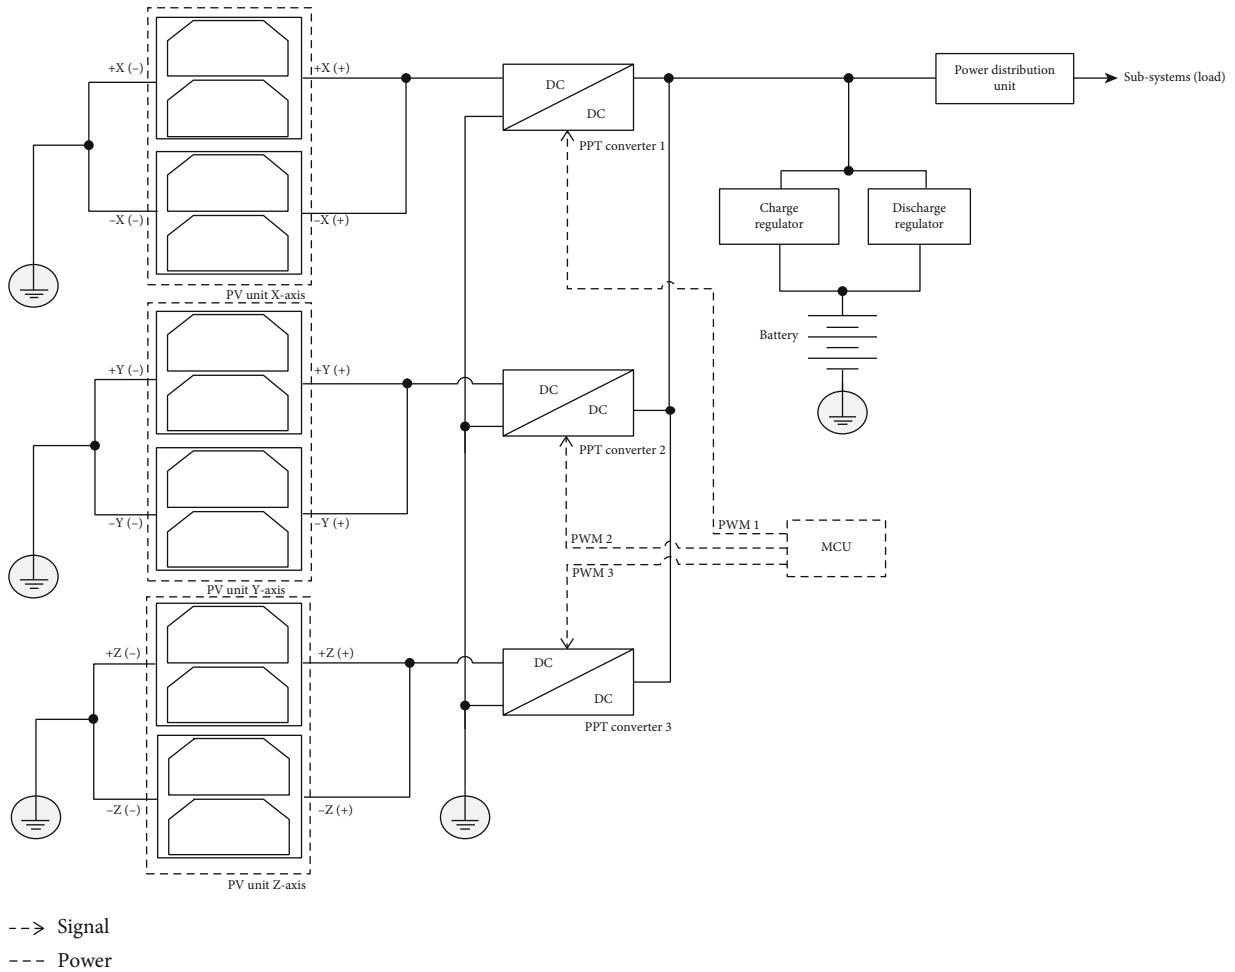 +X (–)
+X (+)
–X (–)
–X (+)
PV unit X-axis
DC
DC
PPT converter 1
Power distribution
unit
Sub-systems (load)
Charge
regulator
Discharge
regulator
Battery
+Y (–)
+Y (+)
–Y (–)
–Y (+)
PV unit Y-axis
DC
DC
PPT converter 2
PWM 1
PWM 2
PWM 3
MCU
+Z (–)
+Z (+)
–Z (–)
–Z (+)
PV unit Z-axis
DC
DC
PPT converter 3
Signal
Power